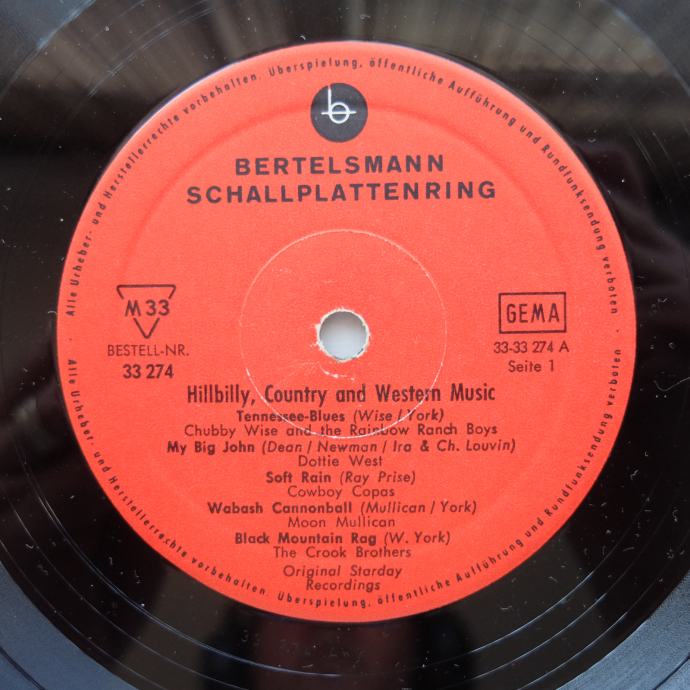 Alle Urheber- und Herstellerrechte vorbehalten. Überspielung, öffentliche Aufführung und Rundfunksendung verboten ·
b
BERTELSMANN
SCHALLPLATTENRING
M 33
BESTELL-NR.
33 274
GEMA
33-33 274 A
Seite 1
Hillbilly, Country and Western Music
Tennessee-Blues (Wise / York)
Chubby Wise and the Rainbow Ranch Boys
My Big John (Dean / Newman / Ira & Ch. Louvin)
Dottie West
Soft Rain (Ray Prise)
Cowboy Copas
Wabash Cannonball (Mullican / York)
Moon Mullican
Black Mountain Rag (W. York)
The Crook Brothers
Original Starday
Recordings
Alle Urheber- und Herstellerrechte vorbehalten. Überspielung, öffentliche Aufführung und Rundfunksendung verboten ·